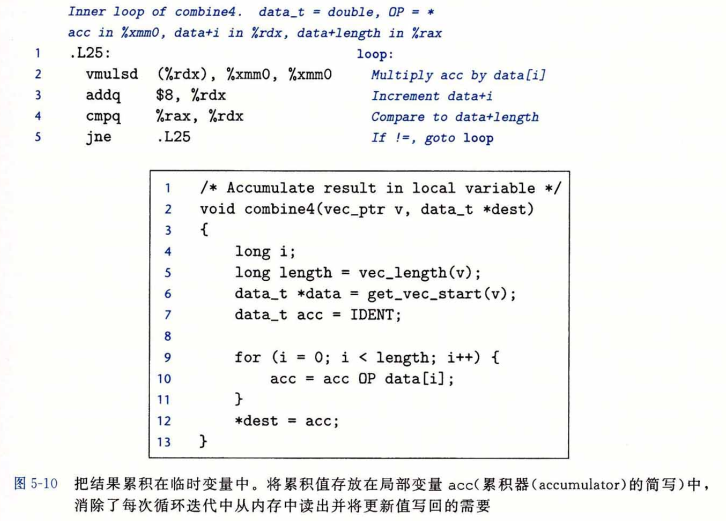 Inner loop of combine4. data_t = double, OP = *
acc in %xmm0, data+i in %rdx, data+length in %rax
1 .L25: loop:
2 vmulsd (%rdx), %xmm0, %xmm0 Multiply acc by data[i]
3 addq $8, %rdx Increment data+i
4 cmpq %rax, %rdx Compare to data+length
5 jne .L25 If !=, goto loop
1 /* Accumulate result in local variable */
2 void combine4(vec_ptr v, data_t *dest)
3 {
4 long i;
5 long length = vec_length(v);
6 data_t *data = get_vec_start(v);
7 data_t acc = IDENT;
8
9 for (i = 0; i < length; i++) {
10 acc = acc OP data[i];
11 }
12 *dest = acc;
13 }
图 5-10 把结果累积在临时变量中。将累积值存放在局部变量 acc(累积器(accumulator)的简写)中,
消除了每次循环迭代中从内存中读出并将更新值写回的需要